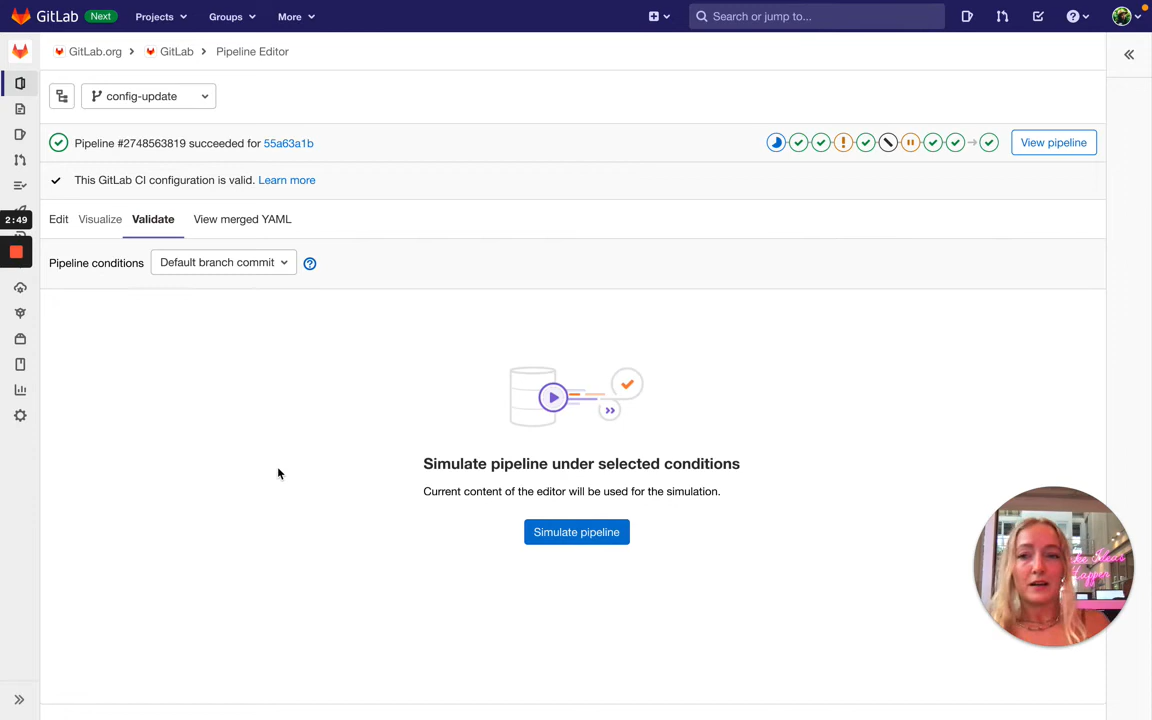 GitLab Next Projects Groups More Search or jump to...
GitLab.org GitLab Pipeline Editor
config-update
Pipeline #2748563819 succeeded for 55a63a1b View pipeline
This GitLab CI configuration is valid. Learn more
2:49
Edit Visualize Validate View merged YAML
Pipeline conditions Default branch commit
Simulate pipeline under selected conditions
Current content of the editor will be used for the simulation.
Simulate pipeline
Ideas
Happen